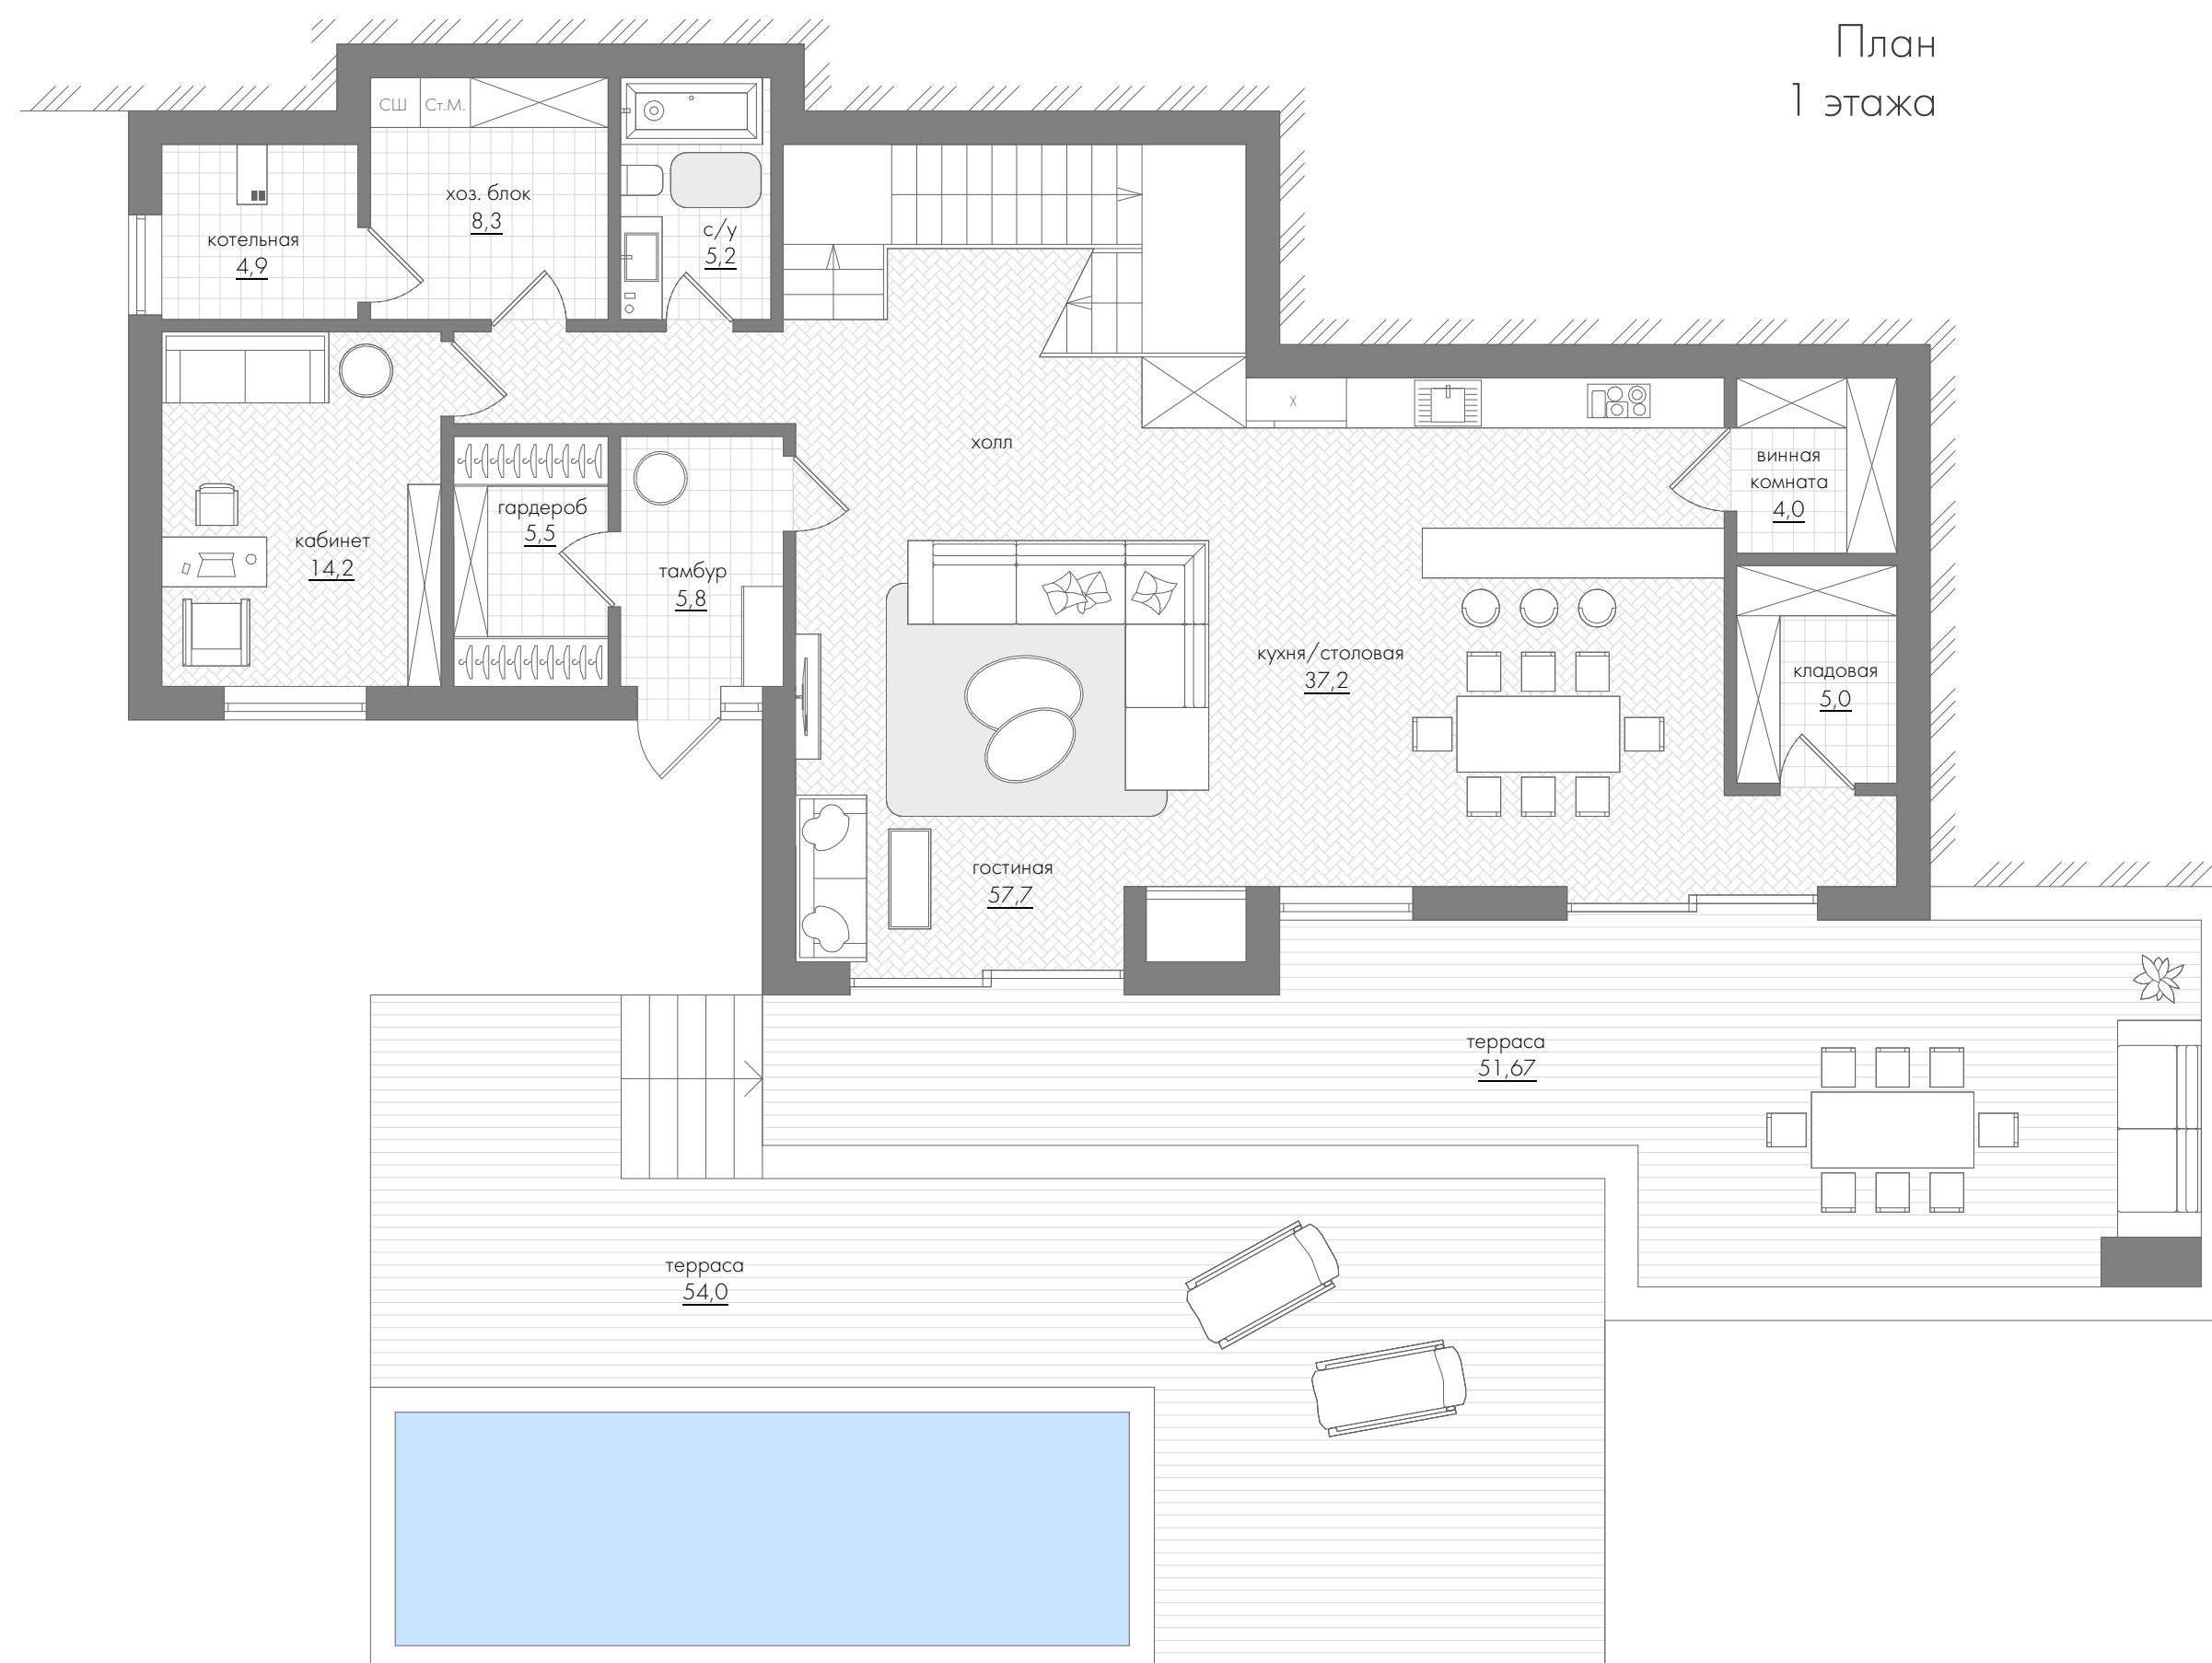 План
1 этажа
СШ
Ст.М.
хоз. блок
8,3
с/у
5,2
котельная
4,9
X
холл
винная
комната
4,0
гардероб
5,5
кабинет
14,2
тамбур
5,8
кухня/столовая
37,2
кладовая
5,0
гостиная
57,7
терраса
51,67
терраса
54,0